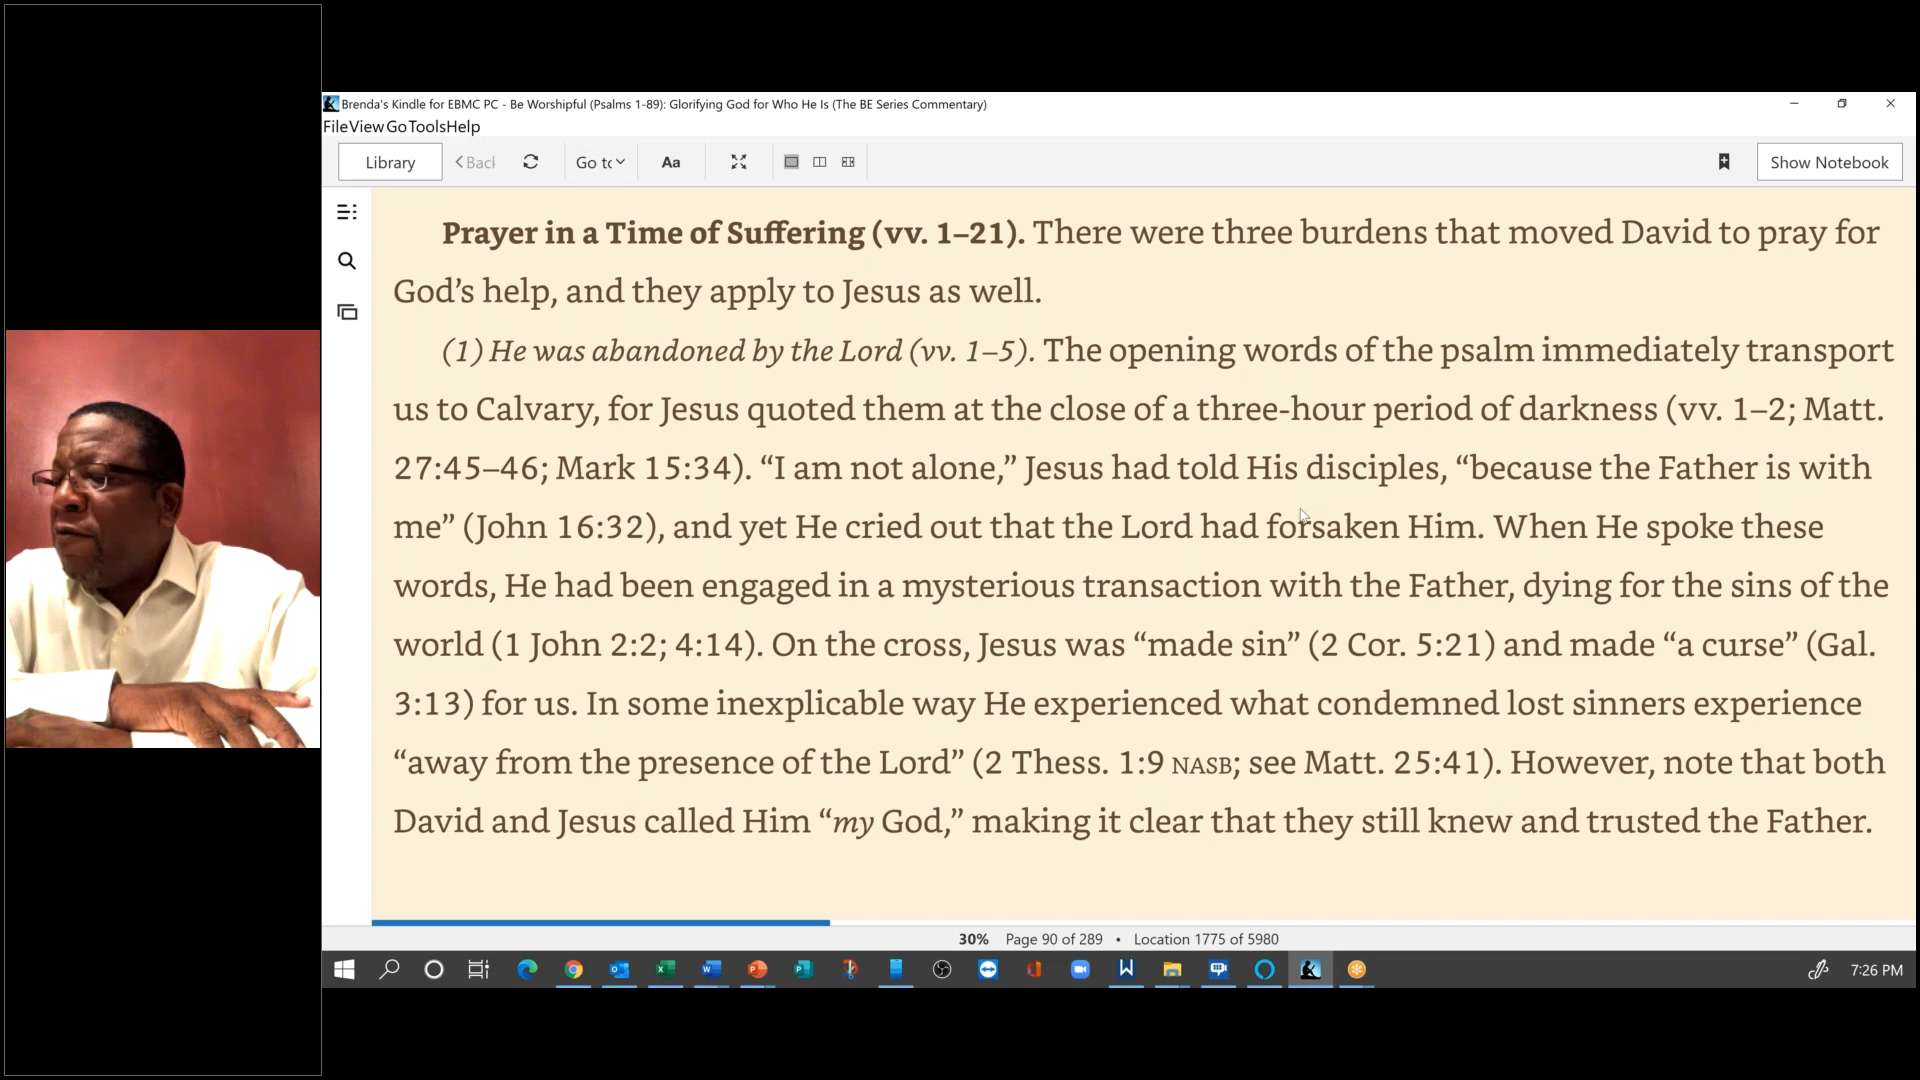 Brenda's Kindle for EBMC PC - Be Worshipful (Psalms 1-89): Glorifying God for Who He Is (The BE Series Commentary)
File View Go Tools Help
Library
Back
Aa
Show Notebook
Prayer in a Time of Suffering (vv. 1–21). There were three burdens that moved David to pray for
God’s help, and they apply to Jesus as well.
(1) He was abandoned by the Lord (vv. 1–5). The opening words of the psalm immediately transport
us to Calvary, for Jesus quoted them at the close of a three-hour period of darkness (vv. 1–2; Matt.
27:45–46; Mark 15:34). “I am not alone,” Jesus had told His disciples, “because the Father is with
me” (John 16:32), and yet He cried out that the Lord had forsaken Him. When He spoke these
words, He had been engaged in a mysterious transaction with the Father, dying for the sins of the
world (1 John 2:2; 4:14). On the cross, Jesus was “made sin” (2 Cor. 5:21) and made “a curse” (Gal.
3:13) for us. In some inexplicable way He experienced what condemned lost sinners experience
“away from the presence of the Lord” (2 Thess. 1:9 NASB; see Matt. 25:41). However, note that both
David and Jesus called Him “my God,” making it clear that they still knew and trusted the Father.
30% Page 90 of 289 • Location 1775 of 5980
7:26 PM